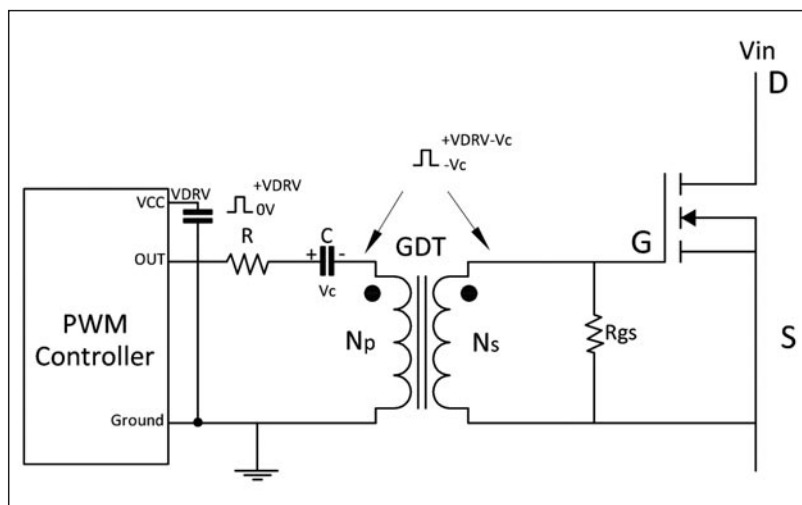 Vin
D
+VDRV-Vc
-Vc
VCC
VDRV
+VDRV
0V
R
C
G
GDT
OUT
+ -
Vc
PWM
Controller
Np
Ns
Rgs
S
Ground